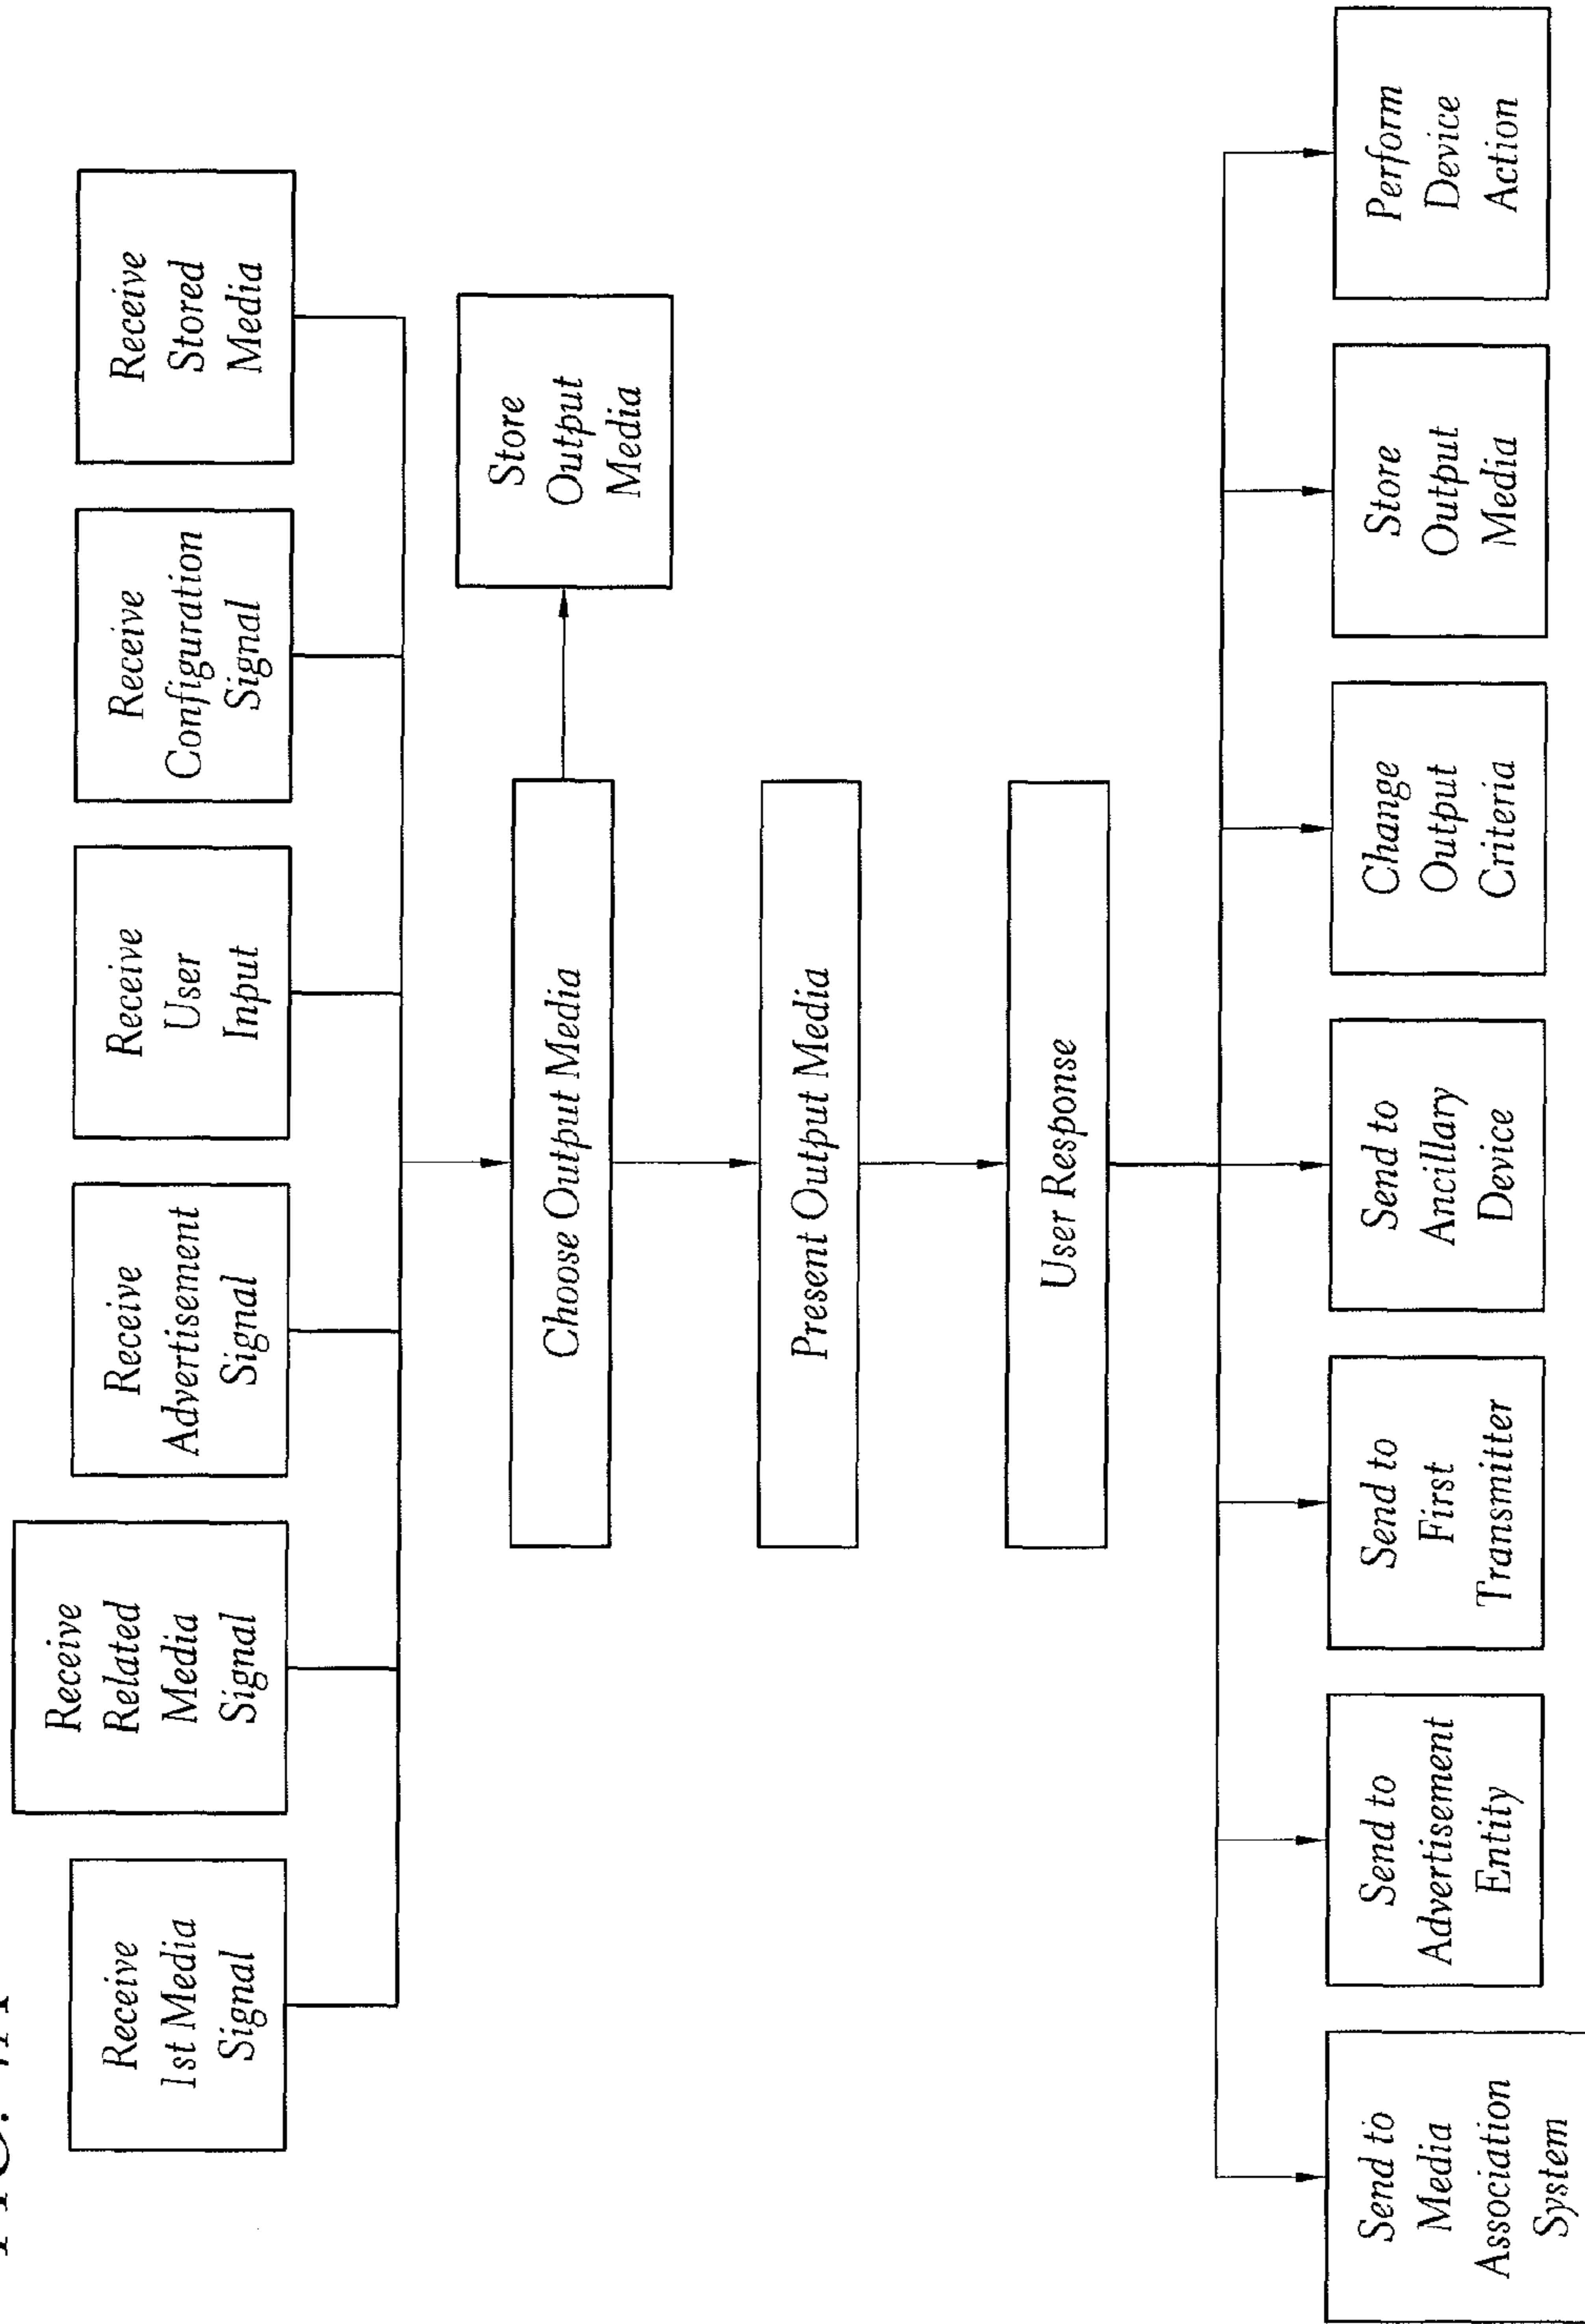 Receive
1st Media
Signal
Receive
Related
Media
Signal
Receive
Advertisement
Signal
Receive
User
Input
Receive
Configuration
Signal
Receive
Stored
Media
Choose Output Media
Store
Output
Media
Present Output Media
User Response
Send to
Media
Association
System
Send to
Advertisement
Entity
Send to
First
Transmitter
Send to
Ancillary
Device
Change
Output
Criteria
Store
Output
Media
Perform
Device
Action